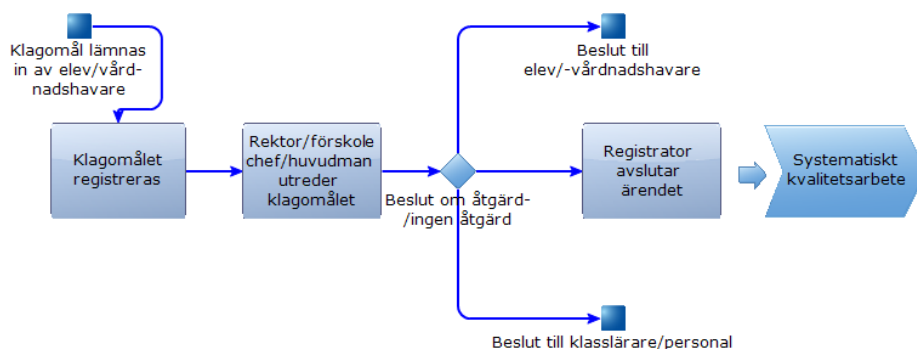 Klagomål lämnas
in av elev/vård-
nadshavare
Klagomålet
registreras
Rektor/förskole
chef/huvudman
utreder
klagomålet
Beslut om åtgärd-
/ingen åtgärd
Beslut till
elev/-vårdnadshavare
Registrator
avslutar
ärendet
Systematiskt
kvalitetsarbete
Beslut till klasslärare/personal